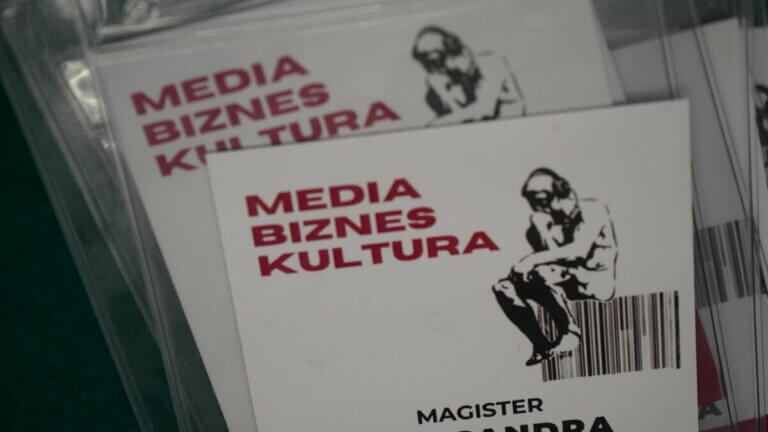 MEDIA
BIZNES
KULTURA
MEDIA
BIZNES
KULTURA
MAGISTER